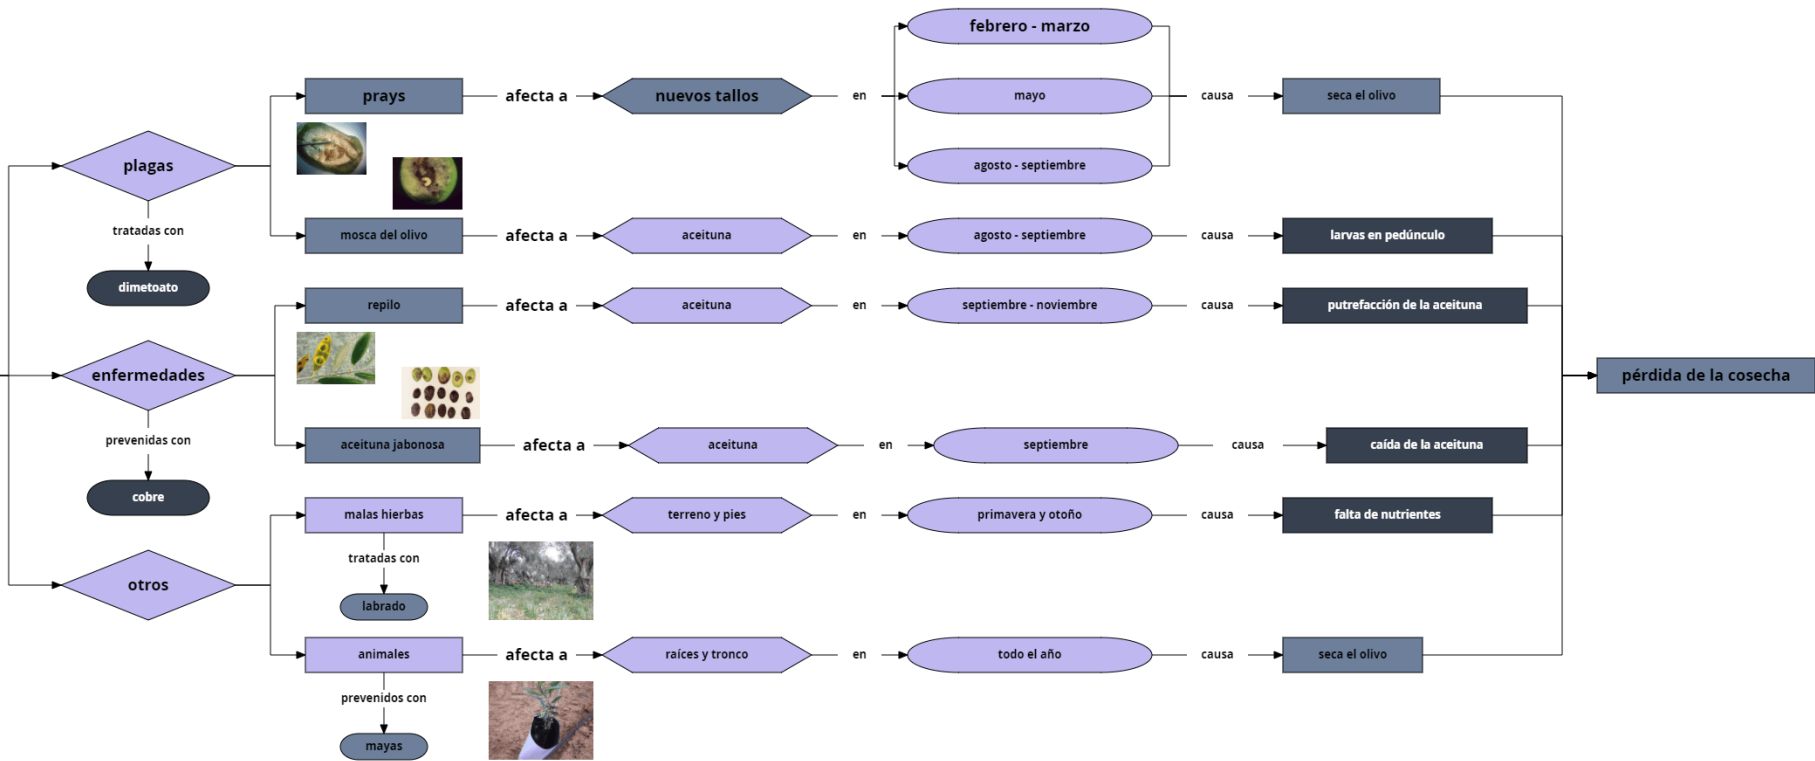 febrero - marzo
prays
afecta a
nuevos tallos
en
mayo
causa
seca el olivo
plagas
agosto - septiembre
tratadas con
dimetoato
mosca del olivo
afecta a
aceituna
en
agosto - septiembre
causa
larvas en pedúnculo
repilo
afecta a
aceituna
en
septiembre - noviembre
causa
putrefacción de la aceituna
enfermedades
pérdida de la cosecha
prevenidas con
cobre
aceituna jabonosa
afecta a
aceituna
en
septiembre
causa
caída de la aceituna
malas hierbas
afecta a
terreno y pies
en
primavera y otoño
causa
falta de nutrientes
tratadas con
labrado
otros
animales
afecta a
raíces y tronco
en
todo el año
causa
seca el olivo
prevenidos con
mayas